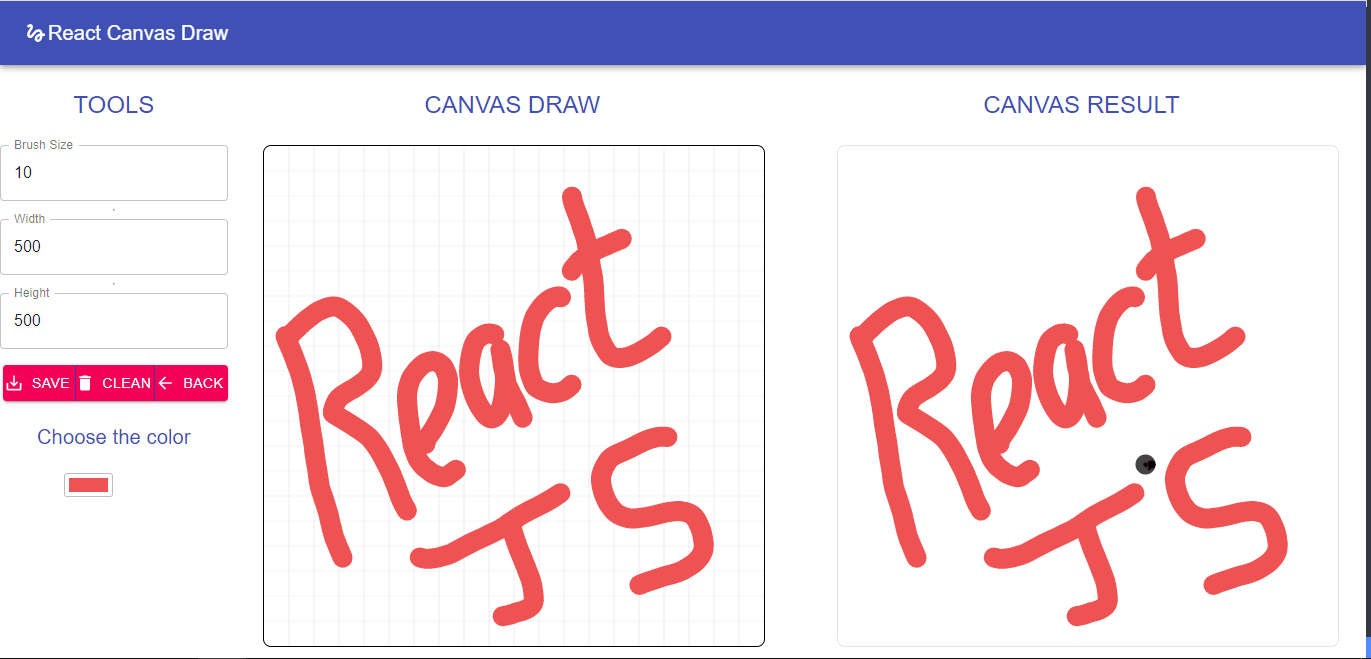 React Canvas Draw
TOOLS
CANVAS DRAW
CANVAS RESULT
Brush Size
10
Width
500
Height
500
SAVE CLEAN BACK
Choose the color
React
JS
React
JS